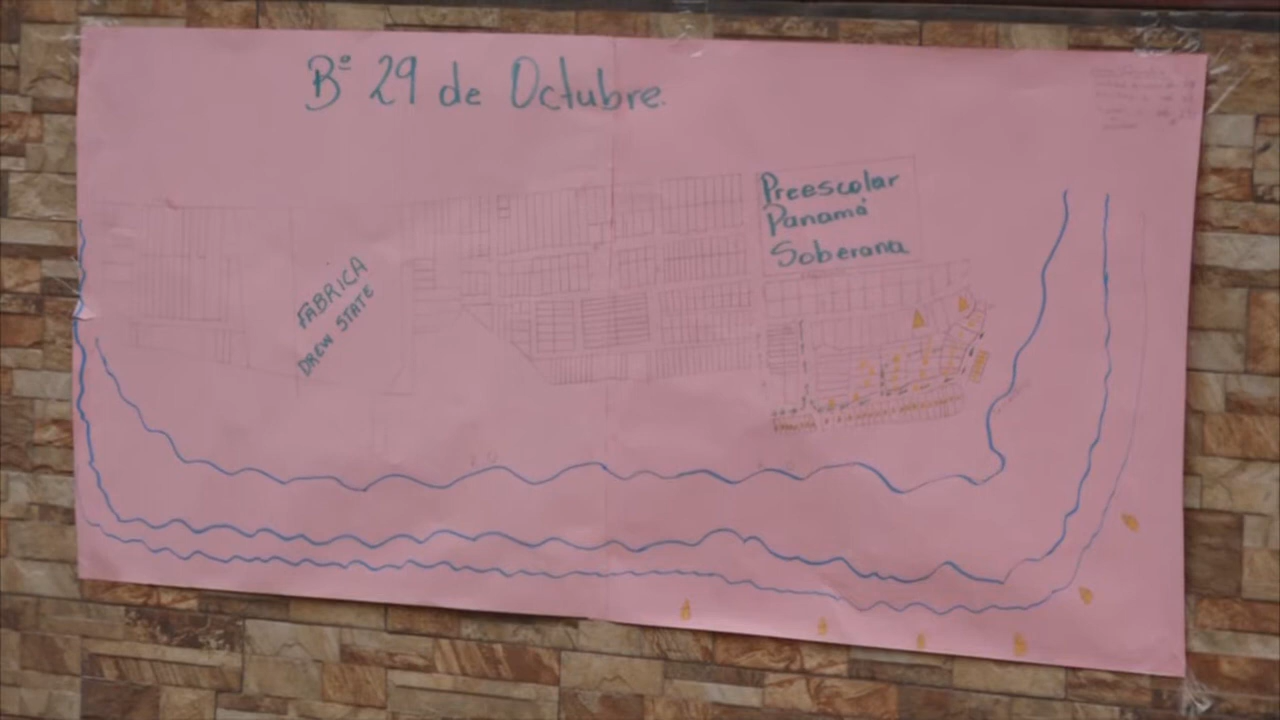 Bº 29 de Octubre.
Preescolar
Panamá
Soberana
FABRICA
DREW STATE